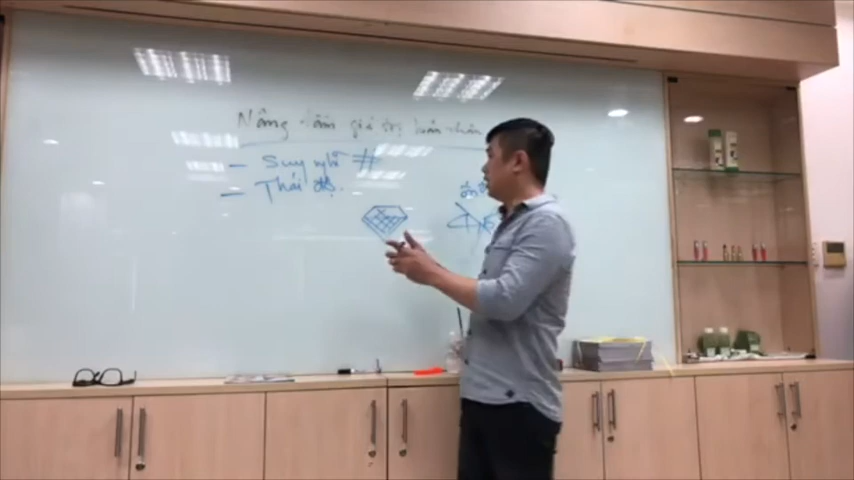 Nâng tầm giá trị bản thân
- Suy nghĩ #
- Thái độ.